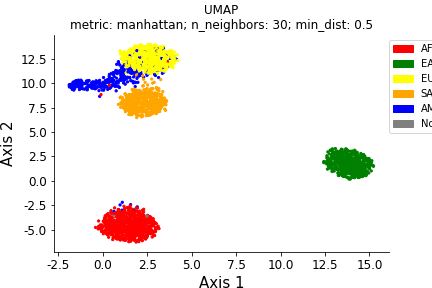 UMAP
metric: manhattan; n_neighbors: 30; min_dist: 0.5
Axis 2
12.5
10.0
7.5
5.0
2.5
0.0
-2.5
-5.0
-2.5 0.0 2.5 5.0 7.5 10.0 12.5 15.0
Axis 1
AF
EA
EU
SA
AM
No